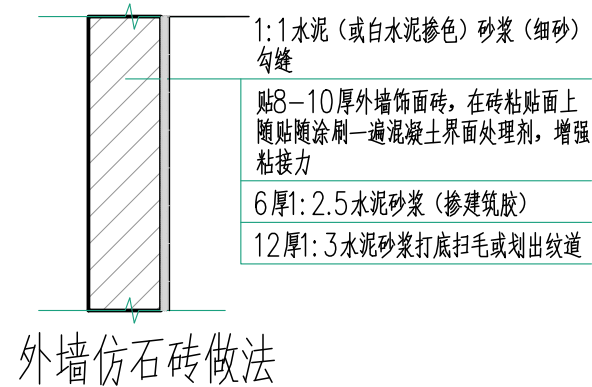 1:1水泥（或白水泥掺色）砂浆（细砂）
勾缝
贴8-10厚外墙饰面砖，在砖粘贴面上
随贴随涂刷一遍混凝土界面处理剂，增强
粘接力
6厚1:2.5水泥砂浆（掺建筑胶）
12厚1:3水泥砂浆打底扫毛或划出纹道
外墙仿石砖做法